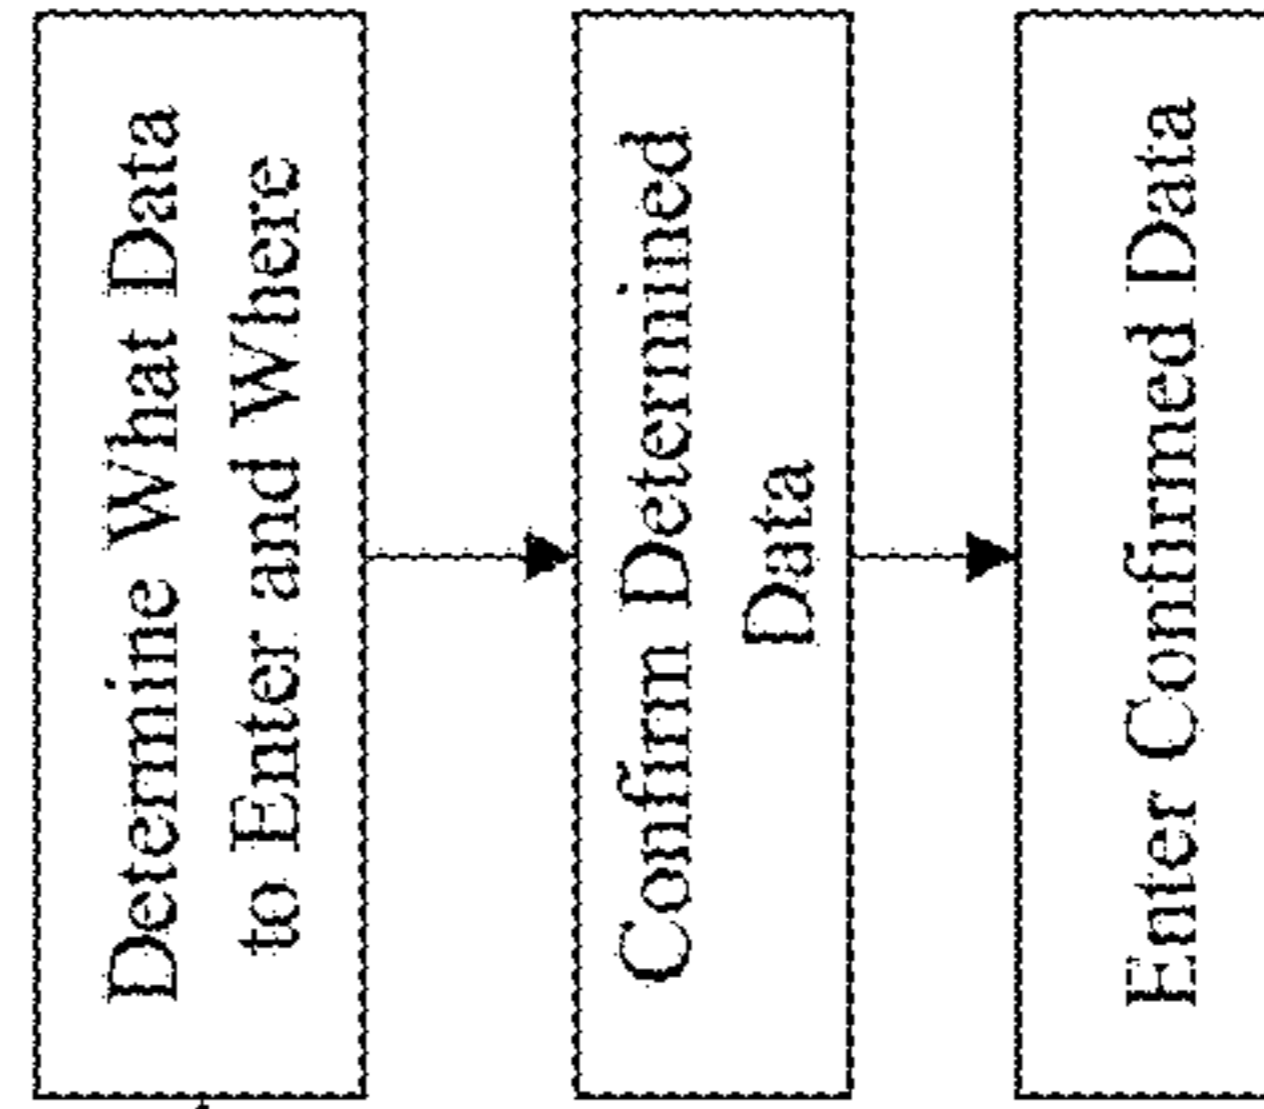 Determine What Data
to Enter and Where
Confirm Determined
Data
Enter Confirmed Data